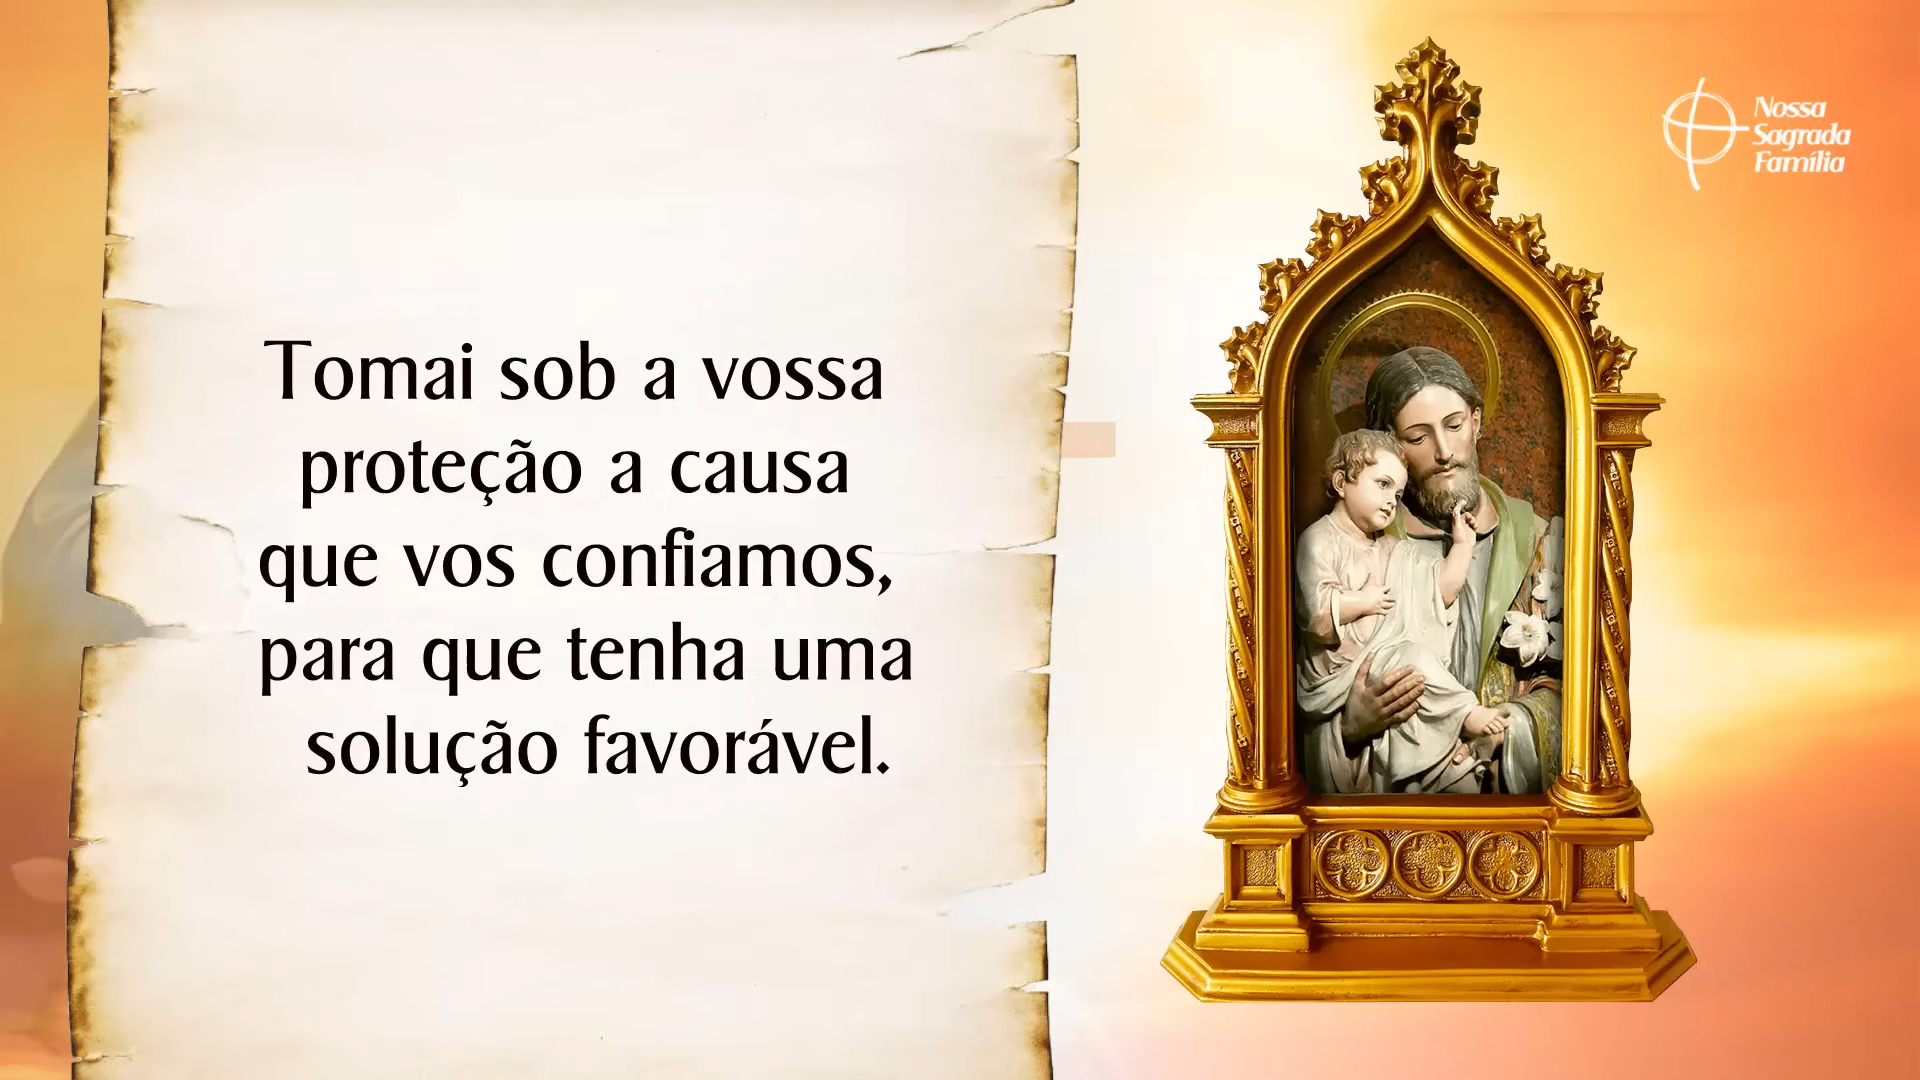 Tomai sob a vossa
proteção a causa
que vos confiamos,
para que tenha uma
solução favorável.
Nossa
Sagrada
Família